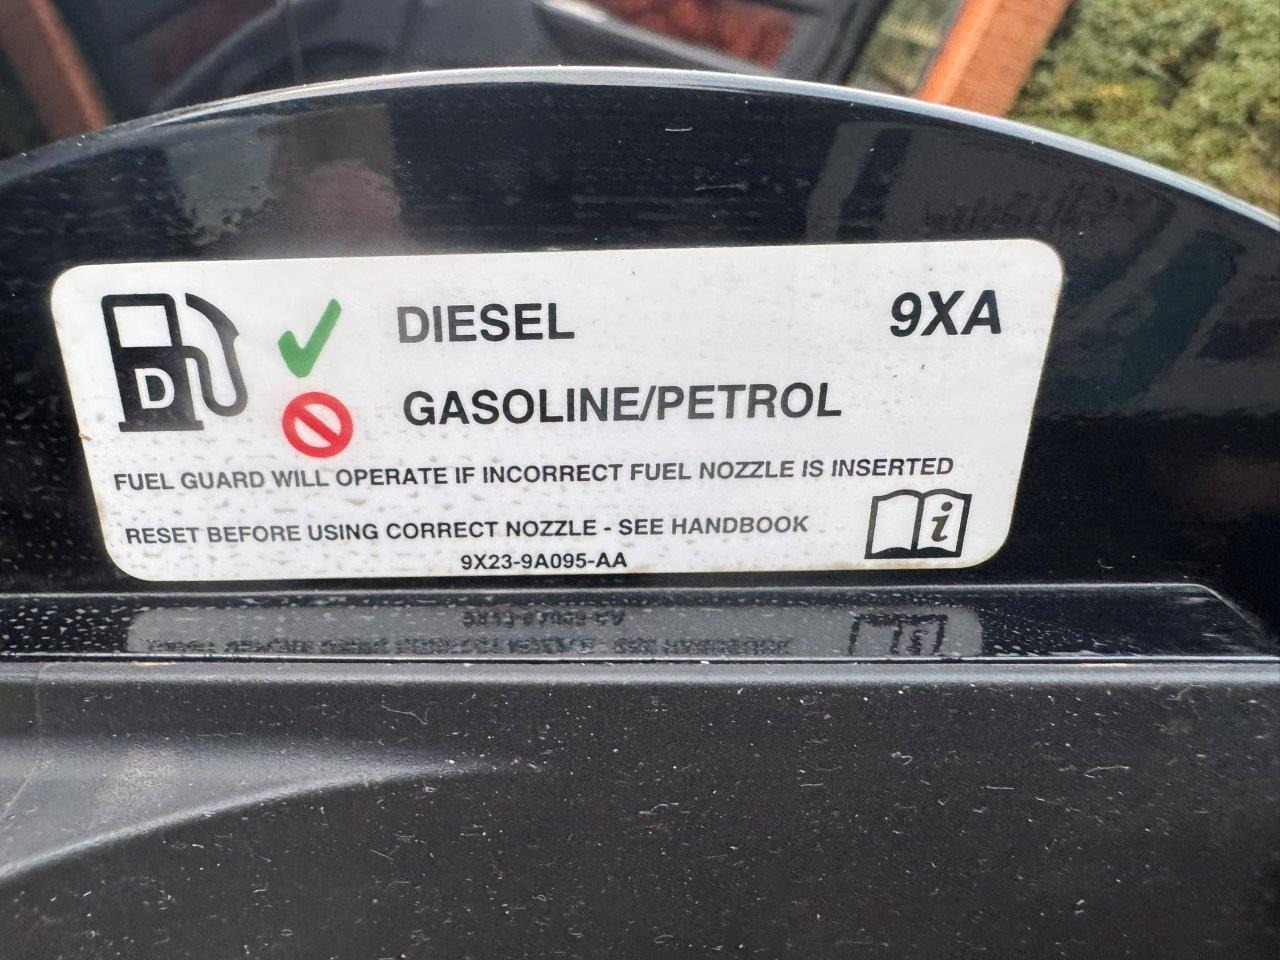 D DIESEL 9XA
GASOLINE/PETROL
FUEL GUARD WILL OPERATE IF INCORRECT FUEL NOZZLE IS INSERTED
RESET BEFORE USING CORRECT NOZZLE - SEE HANDBOOK
i
9X23-9A095-AA